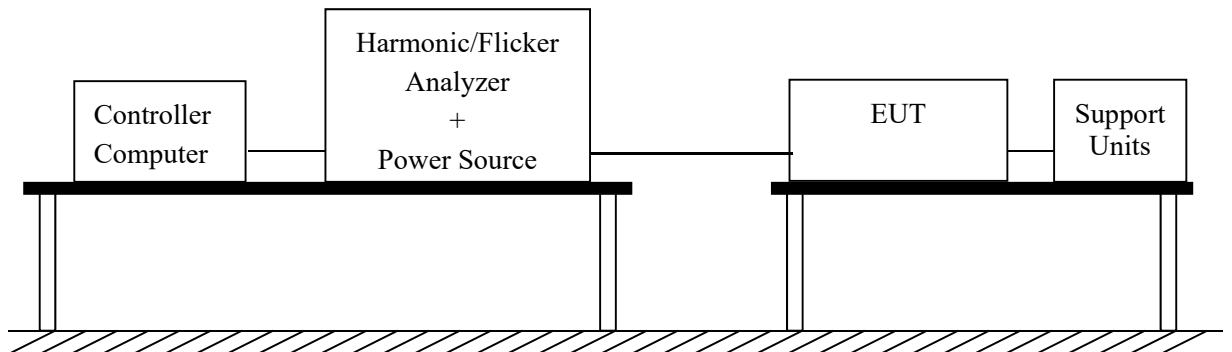 Controller
Computer
Harmonic/Flicker
Analyzer
+
Power Source
EUT
Support
Units